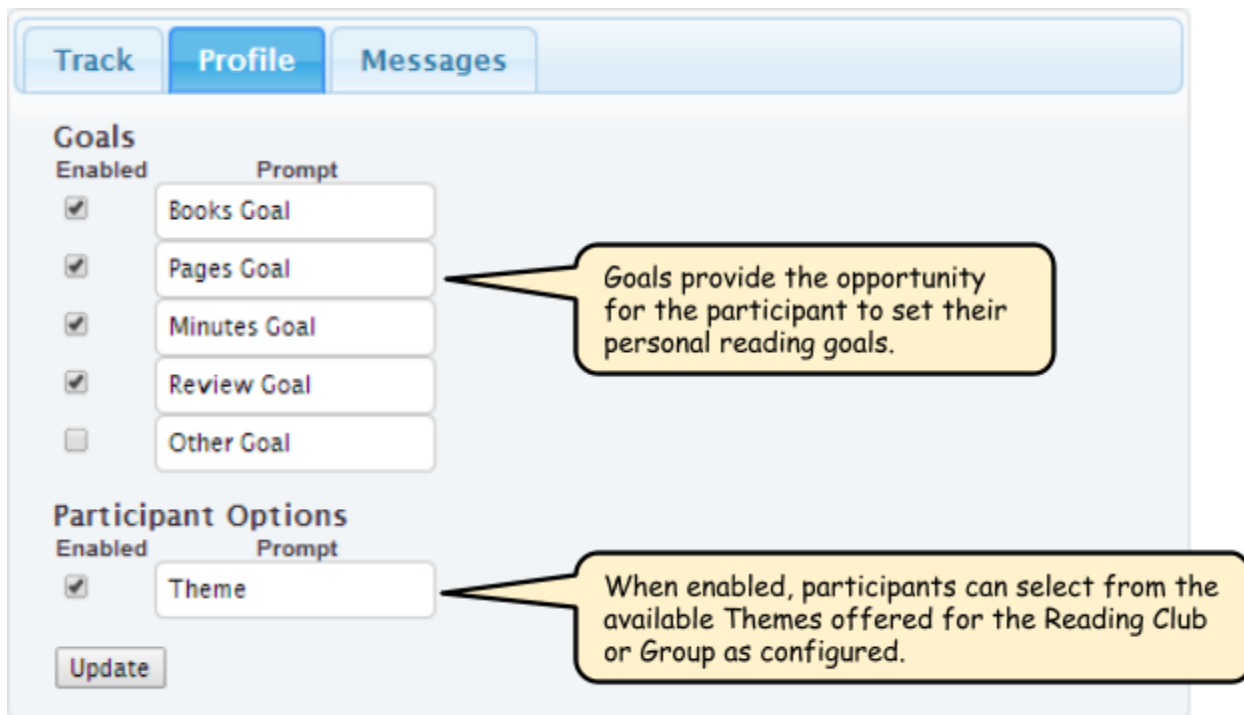 Track Profile Messages
Goals
Enabled Prompt
Books Goal
Pages Goal
Minutes Goal
Review Goal
Other Goal
Goals provide the opportunity
for the participant to set their
personal reading goals.
Participant Options
Enabled Prompt
Theme
When enabled, participants can select from the
available Themes offered for the Reading Club
or Group as configured.
Update